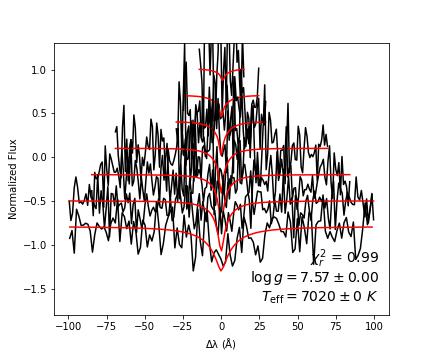 1.0
0.5
0.0
−0.5
−1.0
−1.5
Normalized Flux
χ²ᵣ = 0.99
log g = 7.57 ± 0.00
T_eff = 7020 ± 0 K
−100 −75 −50 −25 0 25 50 75 100
Δλ (Å)